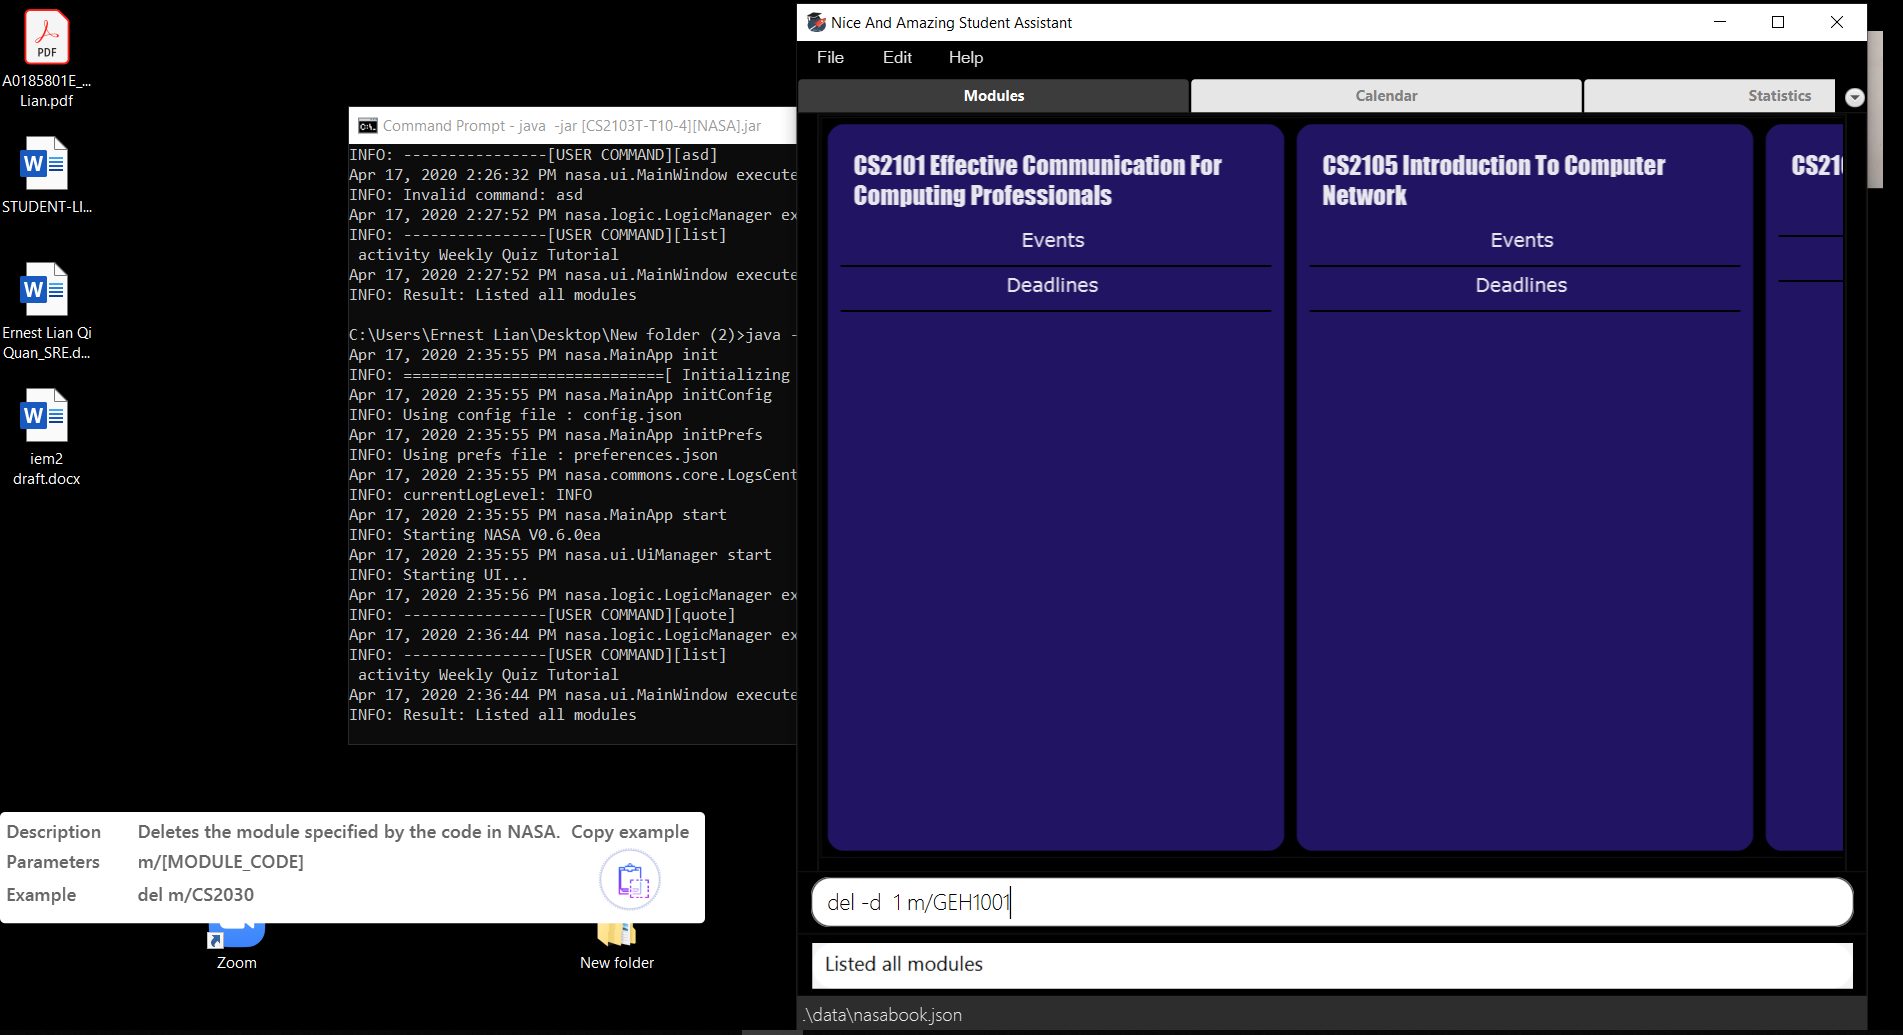 A0185801E_...
Lian.pdf
STUDENT-LI...
Ernest Lian Qi
Quan_SRE.d...
iem2
draft.docx
Command Prompt - java  -jar [CS2103T-T10-4][NASA].jar
INFO: ----------------[USER COMMAND][asd]
Apr 17, 2020 2:26:32 PM nasa.ui.MainWindow execute
INFO: Invalid command: asd
Apr 17, 2020 2:27:52 PM nasa.logic.LogicManager ex
INFO: ----------------[USER COMMAND][list]
 activity Weekly Quiz Tutorial
Apr 17, 2020 2:27:52 PM nasa.ui.MainWindow execute
INFO: Result: Listed all modules
C:\Users\Ernest Lian\Desktop\New folder (2)>java -
Apr 17, 2020 2:35:55 PM nasa.MainApp init
INFO: =============================[ Initializing
Apr 17, 2020 2:35:55 PM nasa.MainApp initConfig
INFO: Using config file : config.json
Apr 17, 2020 2:35:55 PM nasa.MainApp initPrefs
INFO: Using prefs file : preferences.json
Apr 17, 2020 2:35:55 PM nasa.commons.core.LogsCent
INFO: currentLogLevel: INFO
Apr 17, 2020 2:35:55 PM nasa.MainApp start
INFO: Starting NASA V0.6.0ea
Apr 17, 2020 2:35:55 PM nasa.ui.UiManager start
INFO: Starting UI...
Apr 17, 2020 2:35:56 PM nasa.logic.LogicManager ex
INFO: ----------------[USER COMMAND][quote]
Apr 17, 2020 2:36:44 PM nasa.logic.LogicManager ex
INFO: ----------------[USER COMMAND][list]
 activity Weekly Quiz Tutorial
Apr 17, 2020 2:36:44 PM nasa.ui.MainWindow execute
INFO: Result: Listed all modules
Description Deletes the module specified by the code in NASA. Copy example
Parameters m/[MODULE_CODE]
Example del m/CS2030
Zoom
New folder
Nice And Amazing Student Assistant
File Edit Help
Modules Calendar Statistics
CS2101 Effective Communication For
Computing Professionals
Events
Deadlines
CS2105 Introduction To Computer
Network
Events
Deadlines
CS210
del -d  1 m/GEH1001
Listed all modules
.\data\nasabook.json